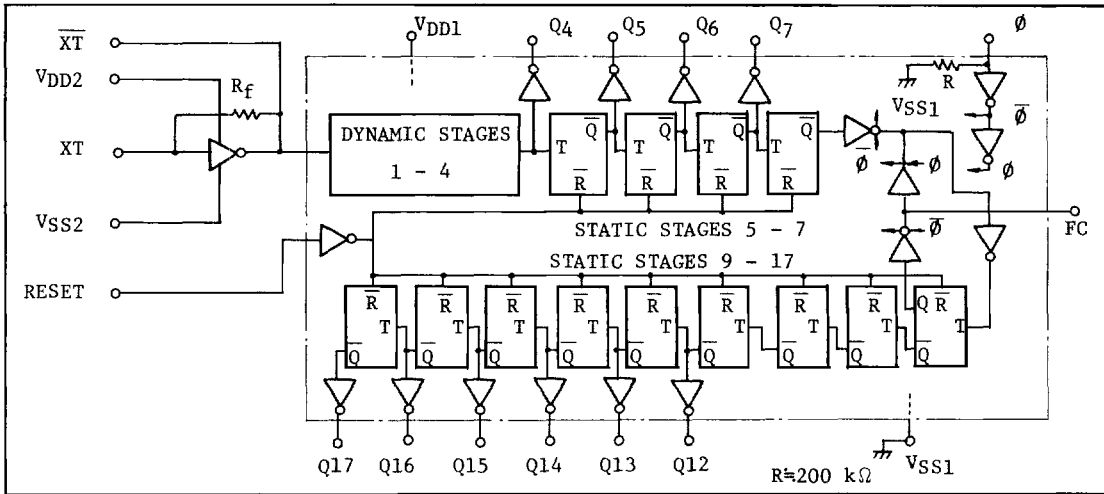 XT
VDD1
Q4
Q5
Q6
Q7
ϕ
VDD2
Rf
R
VSS1
ϕ
XT
DYNAMIC STAGES
1 - 4
T
Q
T
Q
T
Q
T
Q
R
R
R
R
ϕ
ϕ
ϕ
VSS2
STATIC STAGES 5 - 7
ϕ
FC
STATIC STAGES 9 - 17
RESET
R
R
R
R
R
R
R
R
Q
R
T
T
T
T
T
T
T
T
T
Q
Q
Q
Q
Q
Q
Q
Q
Q
Q17
Q16
Q15
Q14
Q13
Q12
VSS1
R≒200 kΩ